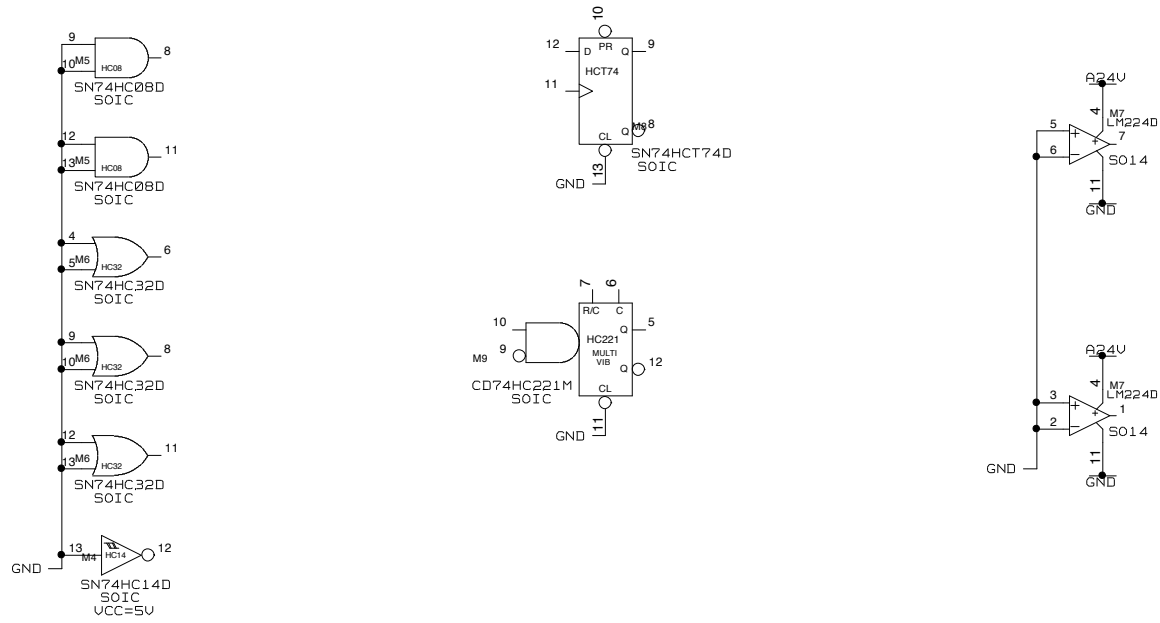 9
10
M5
HC08
8
SN74HC08D
SOIC
12
13
M5
HC08
11
SN74HC08D
SOIC
4
5
M6
HC32
6
SN74HC32D
SOIC
9
10
M6
HC32
8
SN74HC32D
SOIC
12
13
M6
HC32
11
SN74HC32D
SOIC
13
M4
HC14
12
GND
SN74HC14D
SOIC
VCC=5V
10
12
D
PR
Q
9
HCT74
11
Q
M8
8
CL
SN74HCT74D
SOIC
13
GND
7
6
R/C
C
10
Q
5
HC221
9
M9
MULTI
VIB
Q
12
CL
CD74HC221M
SOIC
11
GND
A24V
4
M7
LM224D
5
6
7
SO14
11
GND
A24V
4
M7
LM224D
3
2
1
SO14
11
GND
GND